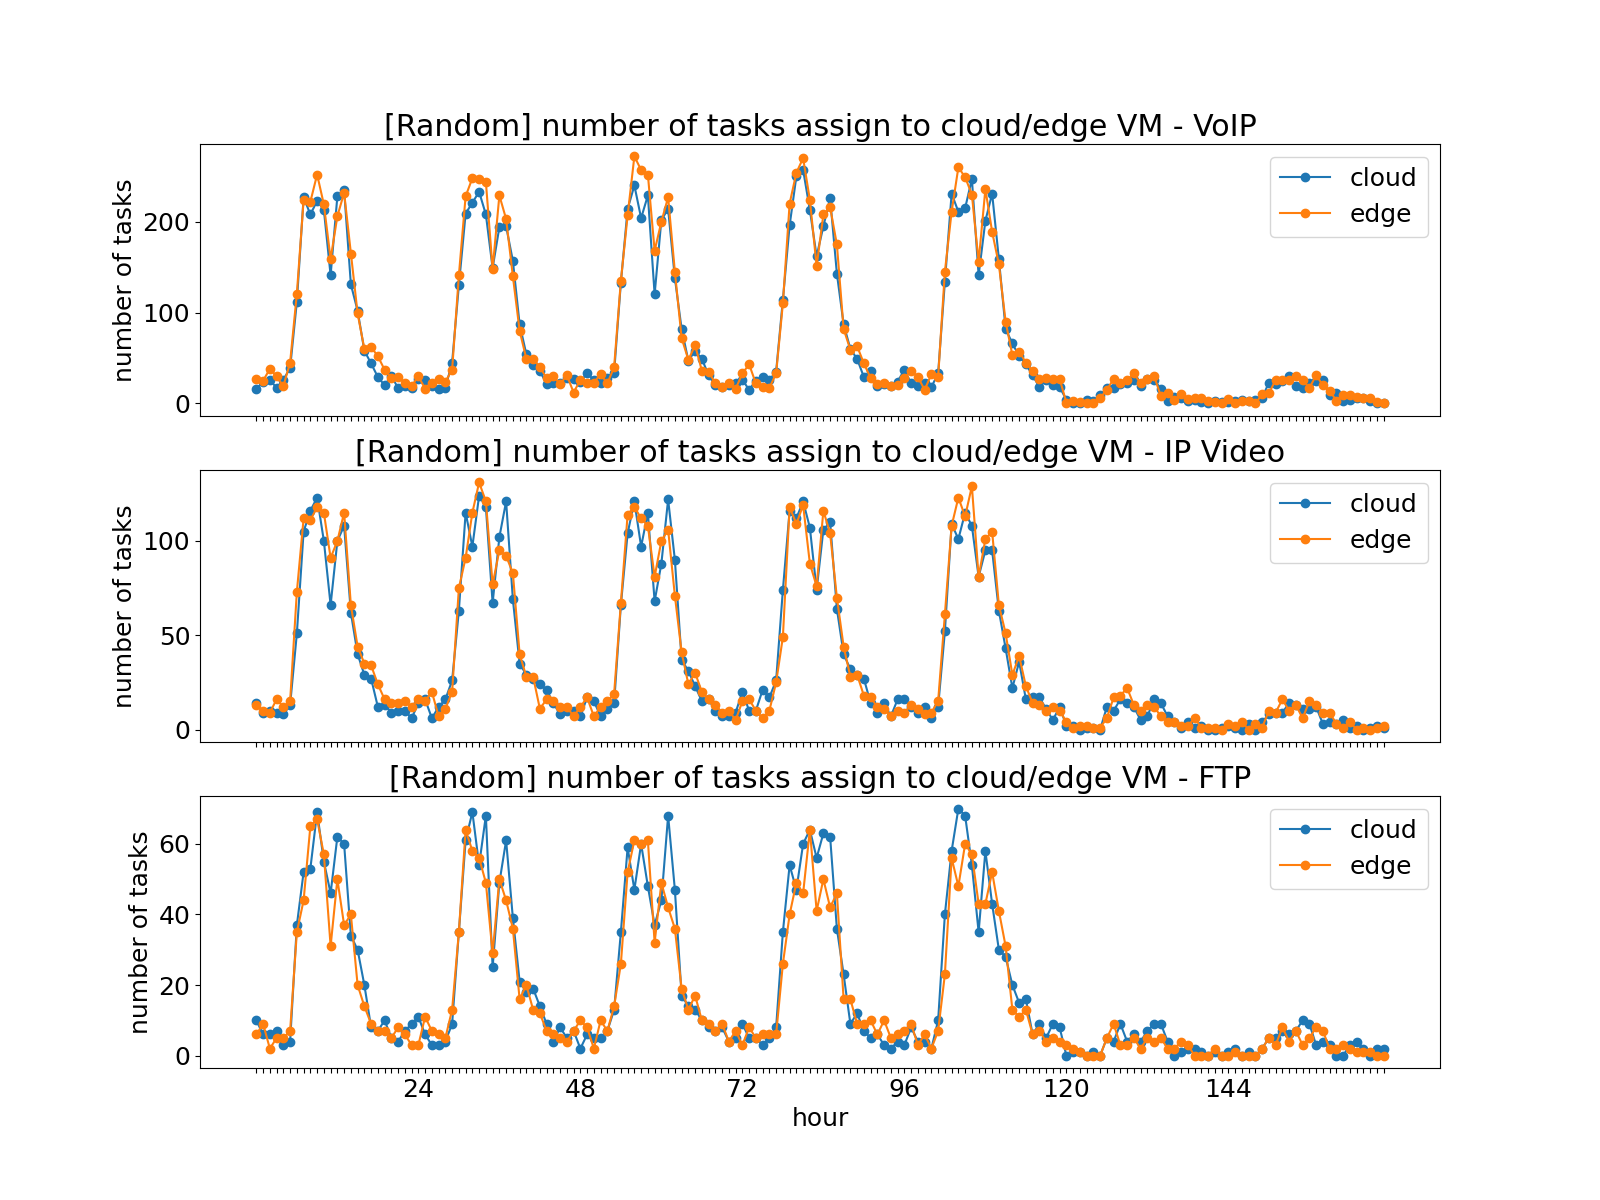 [Random] number of tasks assign to cloud/edge VM - VoIP
number of tasks
200
100
0
cloud
edge
[Random] number of tasks assign to cloud/edge VM - IP Video
number of tasks
100
50
0
cloud
edge
[Random] number of tasks assign to cloud/edge VM - FTP
number of tasks
60
40
20
0
cloud
edge
24 48 72 96 120 144
hour